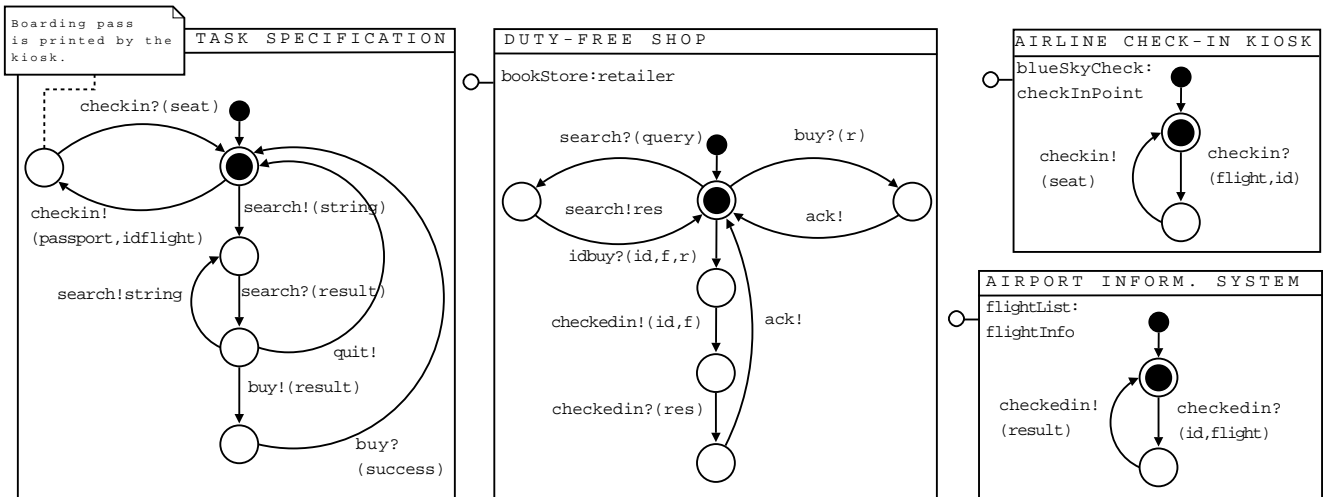 Boarding pass
is printed by the
kiosk.
TASK SPECIFICATION
checkin?(seat)
checkin!
(passport,idflight)
search!(string)
search!string
search?(result)
quit!
buy!(result)
buy?
(success)
DUTY-FREE SHOP
bookStore:retailer
search?(query)
buy?(r)
search!res
ack!
idbuy?(id,f,r)
checkedin!(id,f)
ack!
checkedin?(res)
AIRLINE CHECK-IN KIOSK
blueSkyCheck:
checkInPoint
checkin!
(seat)
checkin?
(flight,id)
AIRPORT INFORM. SYSTEM
flightList:
flightInfo
checkedin!
(result)
checkedin?
(id,flight)